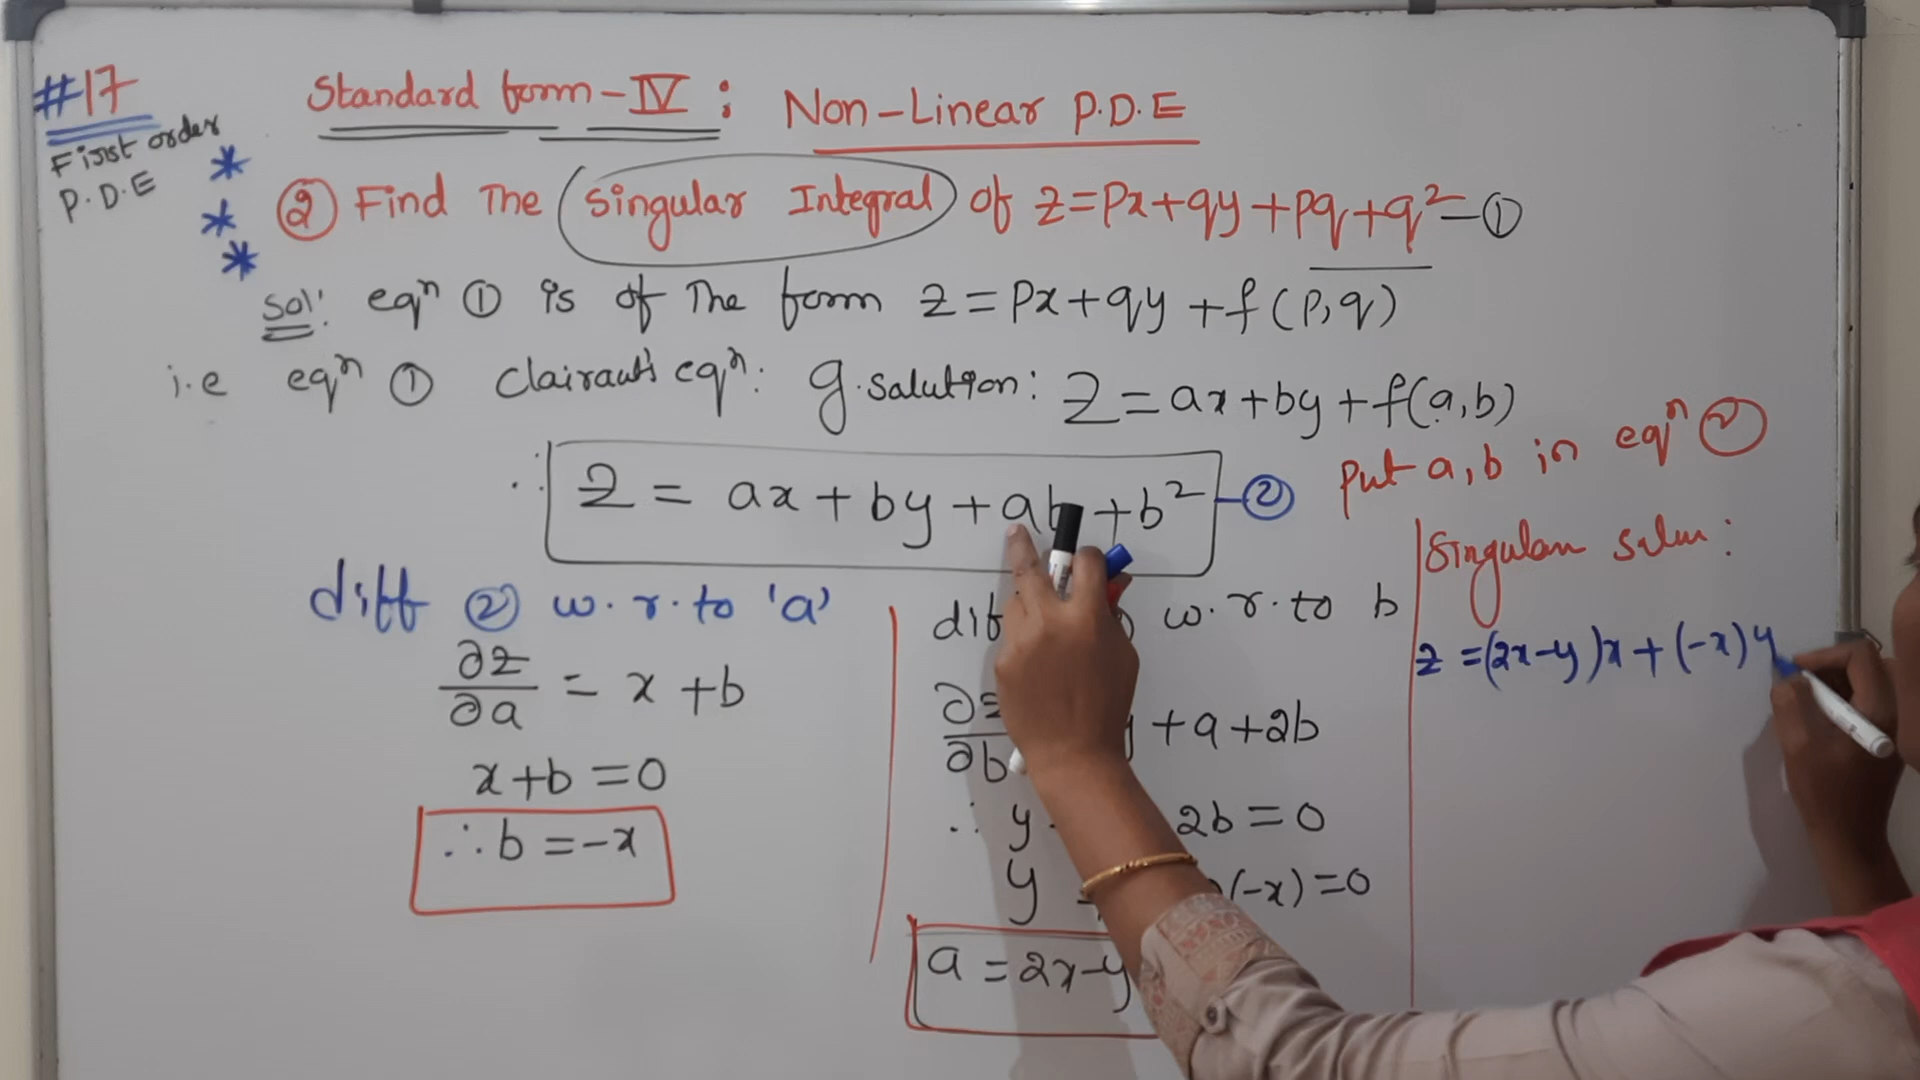 #17
First order
P.D.E
Standard form-IV : Non-Linear P.D.E
② Find The Singular Integral of z=px+qy+pq+q²-①
Sol: eqⁿ ① is of The form z=px+qy+f(p,q)
i.e eqⁿ ① Clairaut's eqⁿ: g.solution: z=ax+by+f(a,b)
∴ z = ax+by+ab+b² -②
Put a,b in eqⁿ ②
diff ② w.r.to 'a'
∂z/∂a = x+b
x+b=0
∴b=-x
w.r.to b
+a+2b
∴ y 2b=0
y (-x)=0
a=2x-y
Singular soln:
z=(2x-y)x+(-x)y